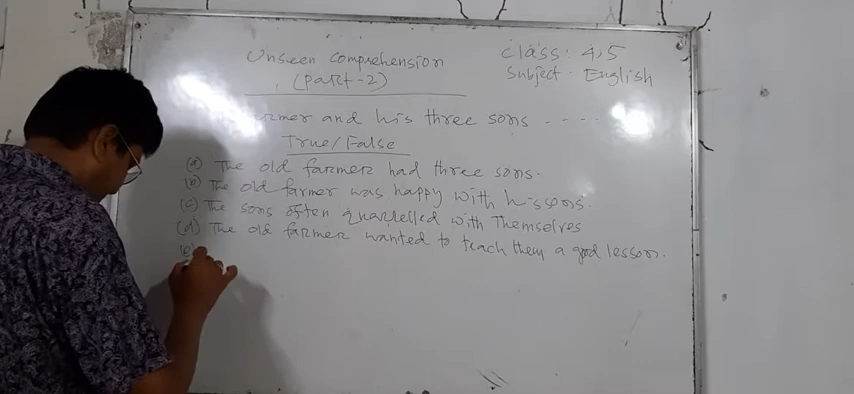 Unseen comprehension
(part-2)
class: 4,5
Subject: English
and his three sons ----
True/False
(a) The old farmer had three sons.
(b) The old farmer was happy with his sons.
(c) The sons often quarlelled with Themselves
(d) The old farmer wanted to teach them a good lesson.
(e)